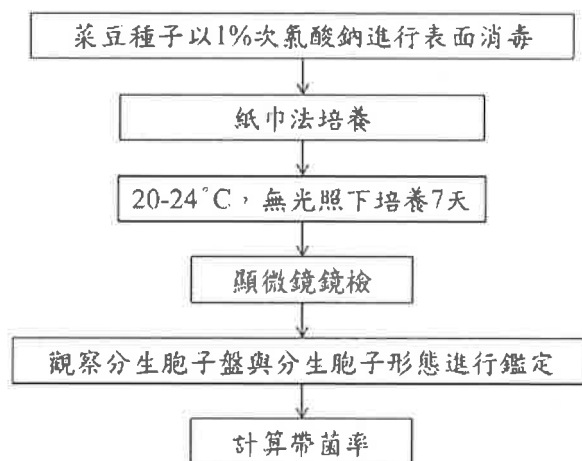 菜豆種子以1%次氯酸鈉進行表面消毒
紙巾法培養
20-24°C，無光照下培養7天
顯微鏡鏡檢
觀察分生胞子盤與分生胞子形態進行鑑定
計算帶菌率